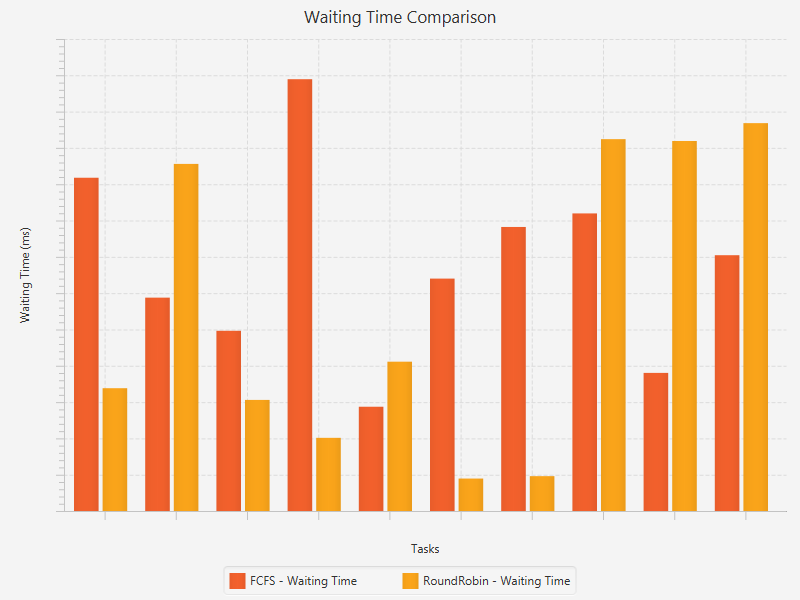 Waiting Time Comparison
Waiting Time (ms)
Tasks
FCFS - Waiting Time
RoundRobin - Waiting Time